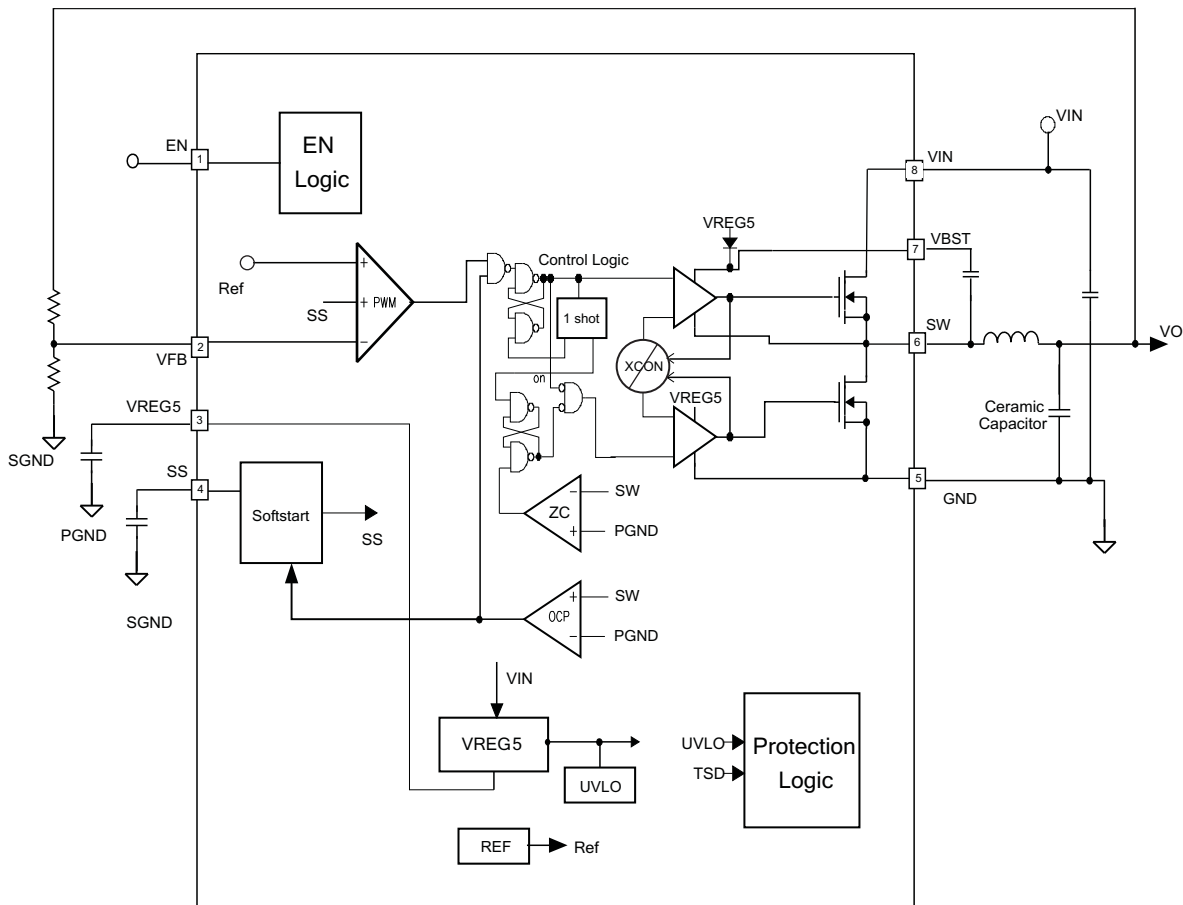 VIN
EN
1
EN
Logic
8
VIN
VREG5
7
VBST
Control Logic
Ref
+
SS
+
PWM
−
1 shot
VFB
2
SW
6
VO
XCON
on
VREG5
VREG5
3
Ceramic
Capacitor
SGND
SS
4
5
GND
Softstart
SS
PGND
−
SW
ZC
+
PGND
SGND
+
SW
OCP
−
PGND
VIN
VREG5
UVLO
UVLO
TSD
Protection
Logic
REF
Ref